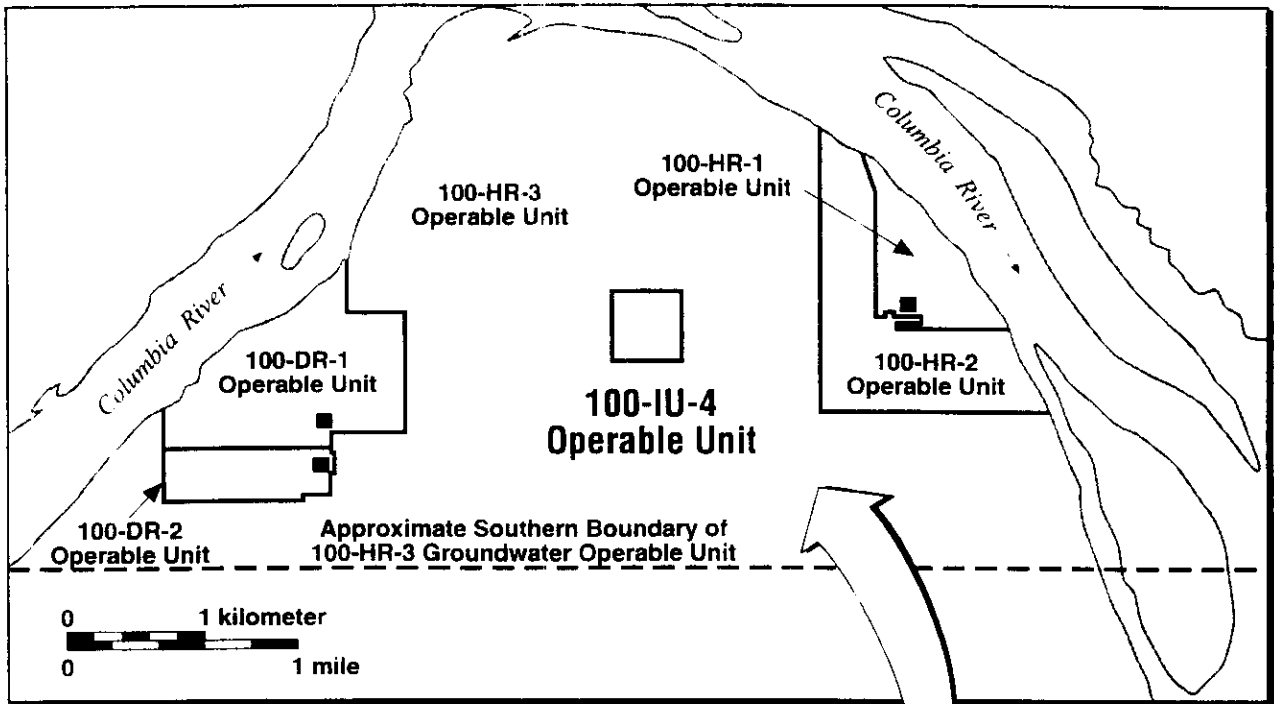 Columbia River
100-HR-1
Operable Unit
100-HR-3
Operable Unit
Columbia River
100-DR-1
Operable Unit
100-HR-2
Operable Unit
100-IU-4
Operable Unit
100-DR-2
Operable Unit
Approximate Southern Boundary of
100-HR-3 Groundwater Operable Unit
0 1 kilometer
0 1 mile